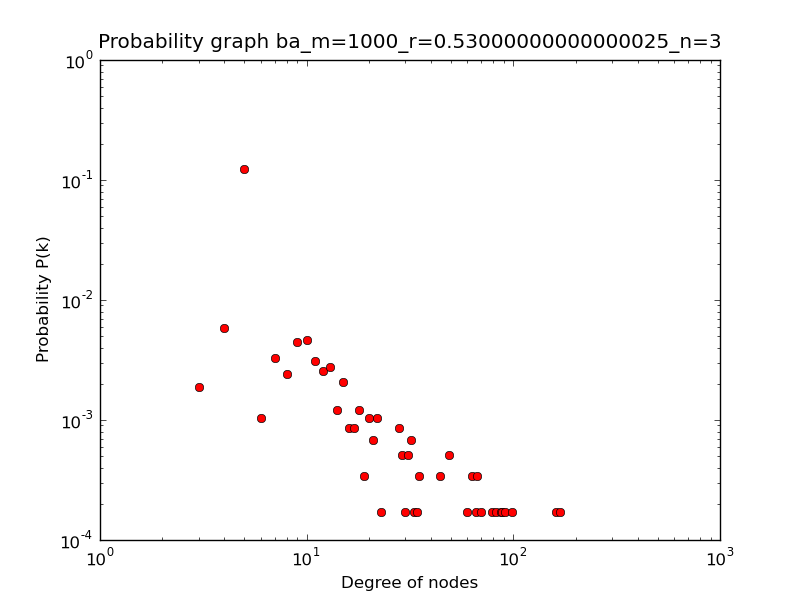 Probability graph ba_m=1000_r=0.53000000000000025_n=3
10^0
10^-1
10^-2
10^-3
10^-4
Probability P(k)
10^0 10^1 10^2 10^3
Degree of nodes